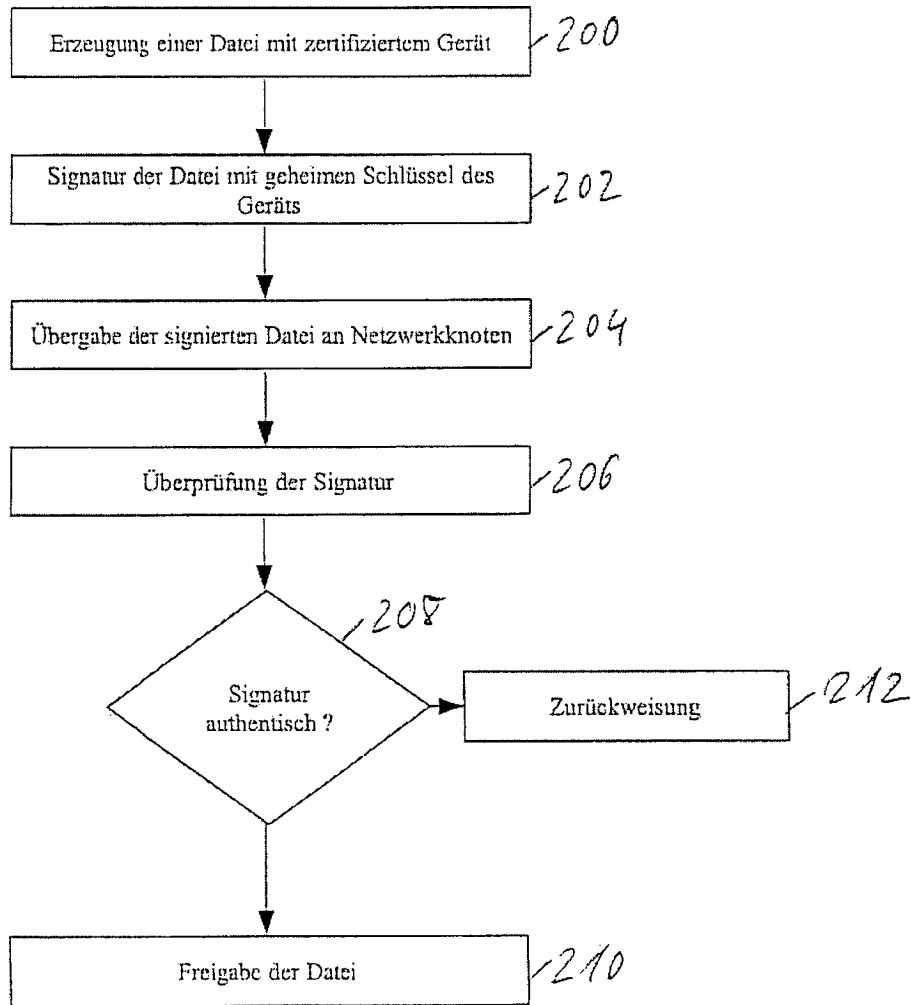 Erzeugung einer Datei mit zertifiziertem Gerät
200
Signatur der Datei mit geheimen Schlüssel des
Geräts
202
Übergabe der signierten Datei an Netzwerkknoten
204
Überprüfung der Signatur
206
208
Signatur
authentisch ?
Zurückweisung
212
Freigabe der Datei
210